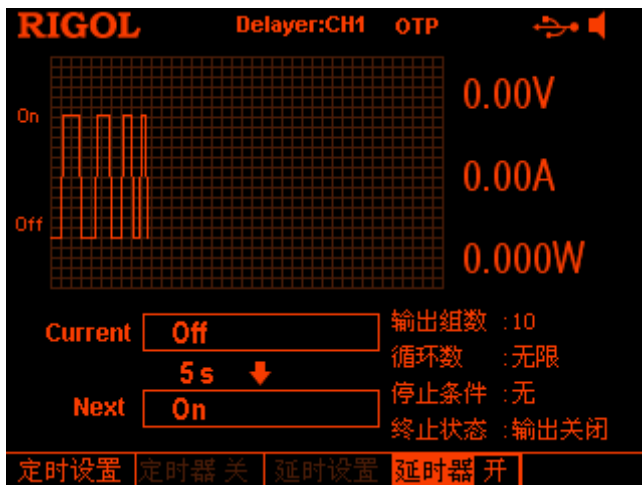 RIGOL Delayer:CH1 OTP
On
Off
0.00V
0.00A
0.000W
Current Off
5 s
Next On
输出组数 :10
循环数 :无限
停止条件 :无
终止状态 :输出关闭
定时设置 定时器 关 延时设置 延时器 开